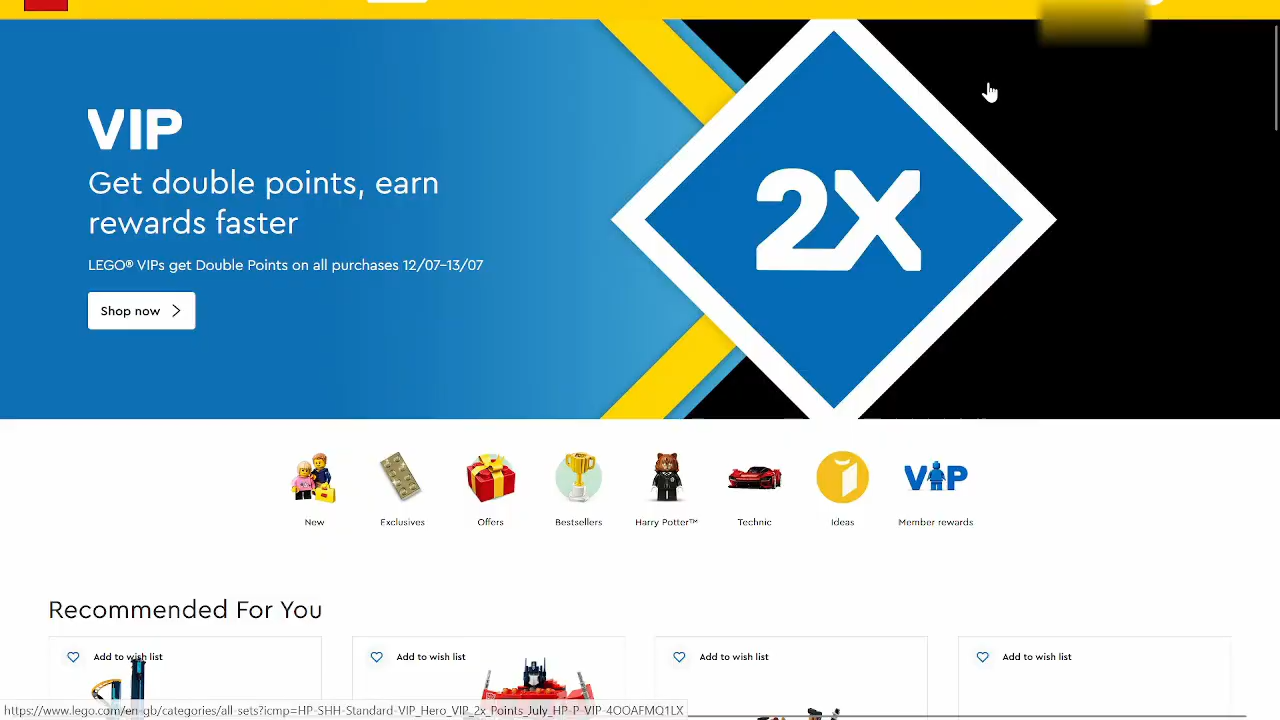 VIP
Get double points, earn
rewards faster
LEGO® VIPs get Double Points on all purchases 12/07–13/07
Shop now
2X
VIP
New
Exclusives
Offers
Bestsellers
Harry Potter™
Technic
Ideas
Member rewards
Recommended For You
Add to wish list
Add to wish list
Add to wish list
Add to wish list
https://www.lego.com/en-gb/categories/all-sets?icmp=HP-SHH-Standard-VIP_Hero_VIP_2x_Points_July_HP-P-VIP-4OOAFMQ1LX